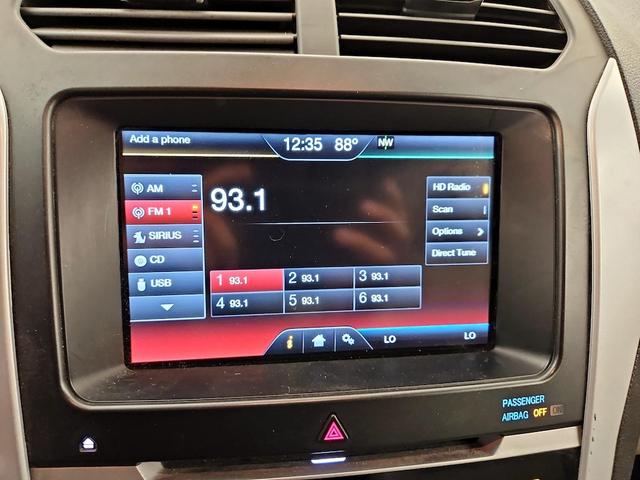 Add a phone
12:35 88° NW
AM
FM 1
SIRIUS
CD
USB
93.1
HD Radio
Scan
Options
Direct Tune
1 93.1 2 93.1 3 93.1
4 93.1 5 93.1 6 93.1
i LO LO
PASSENGER
AIRBAG OFF ON